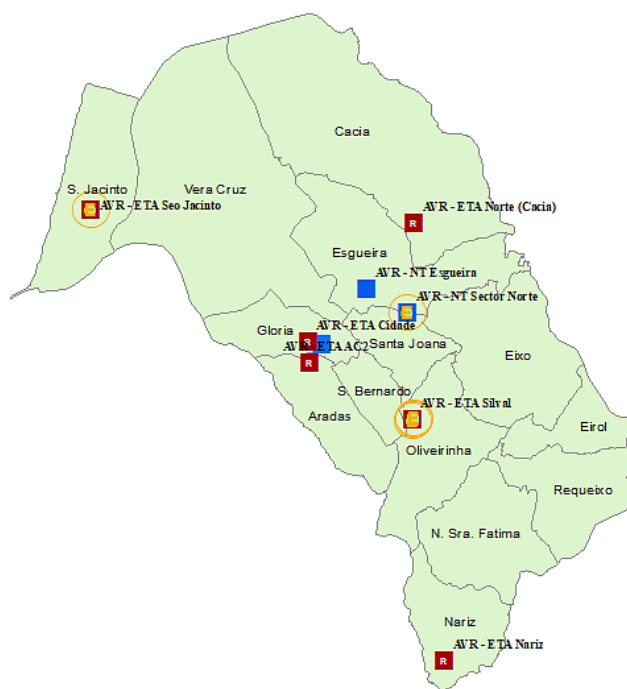 Cacia
S. Jacinto
Vera Cruz
AVR - ETA Seo Jacinto
AVR - ETA Norte (Cacia)
R
Esgueira
AVR - NT Esgueira
AVR - NT Sector Norte
Gloria
AVR - ETA Cidade
R
AVR - ETA AC2
Santa Joana
R
Eixo
S. Bernardo
AVR - ETA Silval
Aradas
Eirol
Oliveirinha
Requeixo
N. Sra. Fatima
Nariz
AVR - ETA Nariz
R